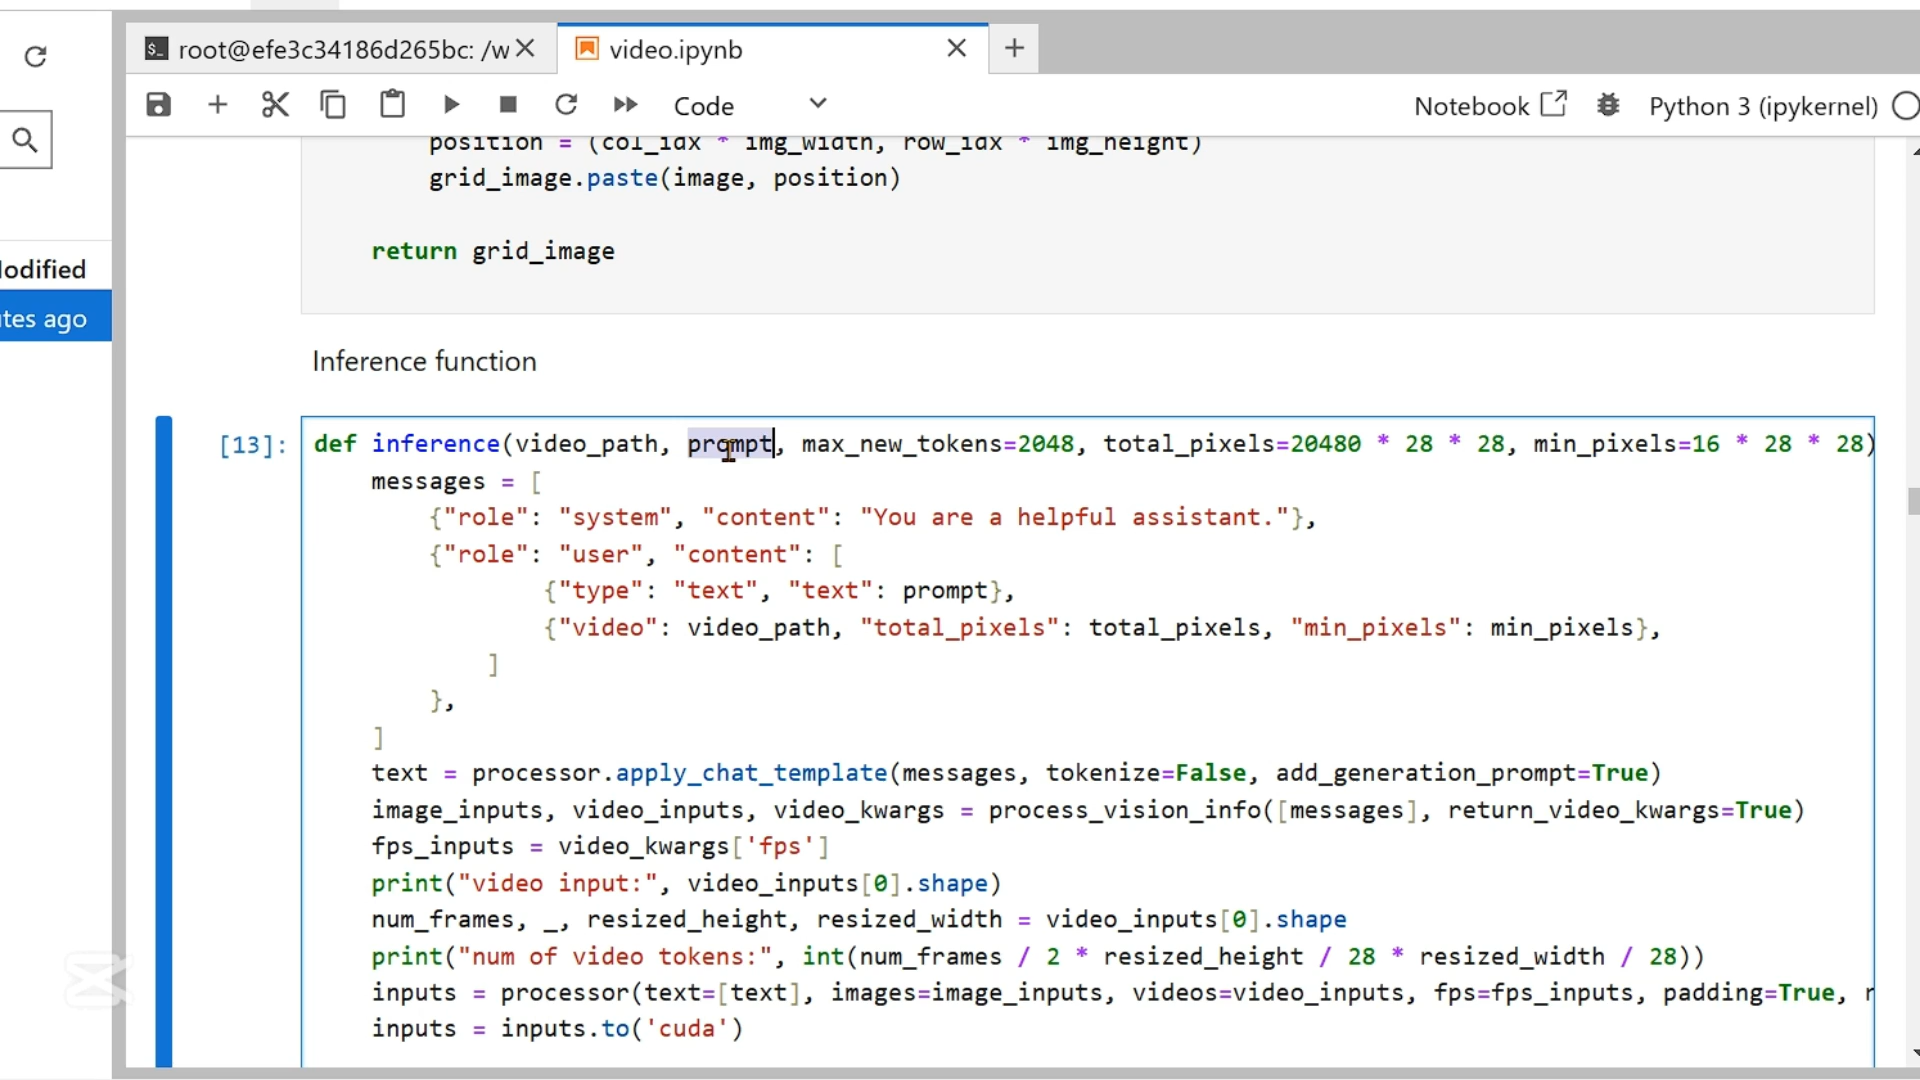 root@efe3c34186d265bc: /w
video.ipynb
Code
Notebook
Python 3 (ipykernel)
position = (col_idx * img_width, row_idx * img_height)
grid_image.paste(image, position)
return grid_image
odified
tes ago
Inference function
[13]:
def inference(video_path, prompt, max_new_tokens=2048, total_pixels=20480 * 28 * 28, min_pixels=16 * 28 * 28)
messages = [
{"role": "system", "content": "You are a helpful assistant."},
{"role": "user", "content": [
{"type": "text", "text": prompt},
{"video": video_path, "total_pixels": total_pixels, "min_pixels": min_pixels},
]
},
]
text = processor.apply_chat_template(messages, tokenize=False, add_generation_prompt=True)
image_inputs, video_inputs, video_kwargs = process_vision_info([messages], return_video_kwargs=True)
fps_inputs = video_kwargs['fps']
print("video input:", video_inputs[0].shape)
num_frames, _, resized_height, resized_width = video_inputs[0].shape
print("num of video tokens:", int(num_frames / 2 * resized_height / 28 * resized_width / 28))
inputs = processor(text=[text], images=image_inputs, videos=video_inputs, fps=fps_inputs, padding=True, r
inputs = inputs.to('cuda')